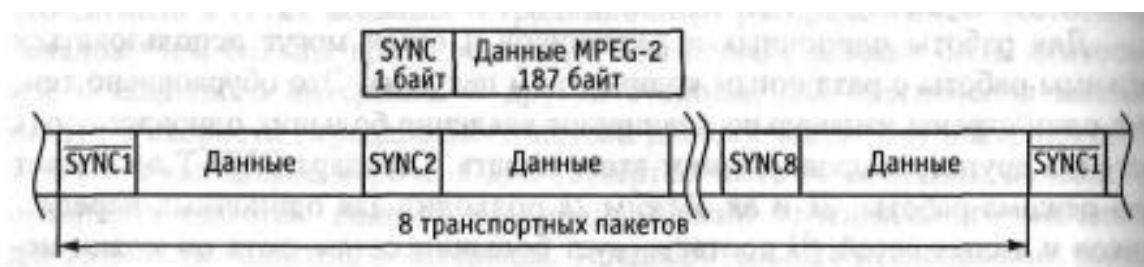 SYNC Данные MPEG-2
1 байт 187 байт
SYNC1 Данные SYNC2 Данные SYNC8 Данные SYNC1
8 транспортных пакетов